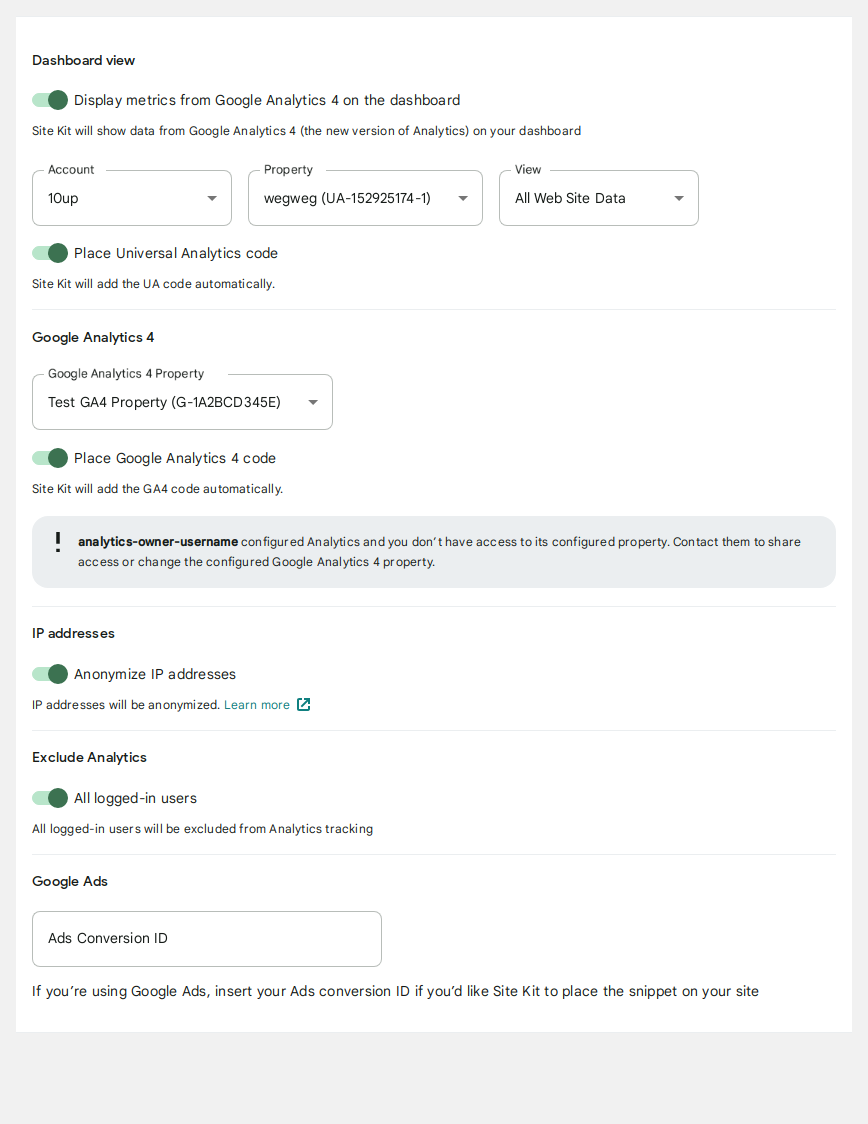 Dashboard view
Display metrics from Google Analytics 4 on the dashboard
Site Kit will show data from Google Analytics 4 (the new version of Analytics) on your dashboard
Account
Property
View
10up
wegweg (UA-152925174-1)
All Web Site Data
Place Universal Analytics code
Site Kit will add the UA code automatically.
Google Analytics 4
Google Analytics 4 Property
Test GA4 Property (G-1A2BCD345E)
Place Google Analytics 4 code
Site Kit will add the GA4 code automatically.
analytics-owner-username configured Analytics and you don’t have access to its configured property. Contact them to share
access or change the configured Google Analytics 4 property.
IP addresses
Anonymize IP addresses
IP addresses will be anonymized. Learn more
Exclude Analytics
All logged-in users
All logged-in users will be excluded from Analytics tracking
Google Ads
Ads Conversion ID
If you’re using Google Ads, insert your Ads conversion ID if you’d like Site Kit to place the snippet on your site